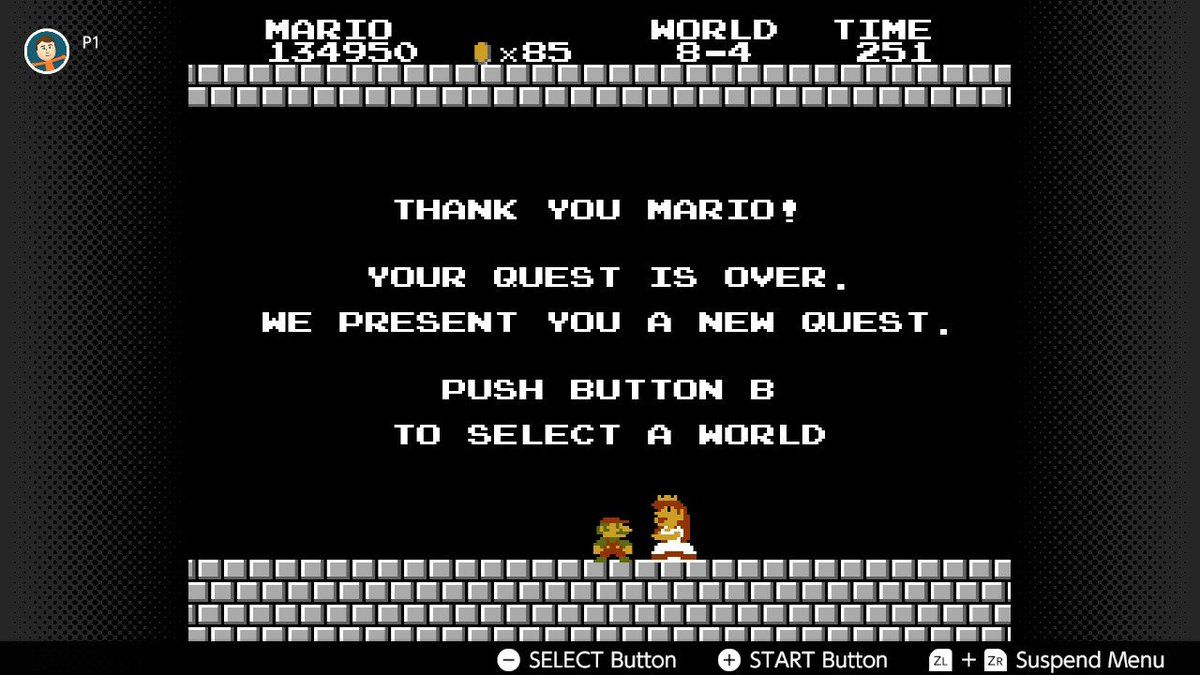 P1
MARIO WORLD TIME
134950 ×85 8-4 251
THANK YOU MARIO!
YOUR QUEST IS OVER.
WE PRESENT YOU A NEW QUEST.
PUSH BUTTON B
TO SELECT A WORLD
− SELECT Button + START Button ZL + ZR Suspend Menu